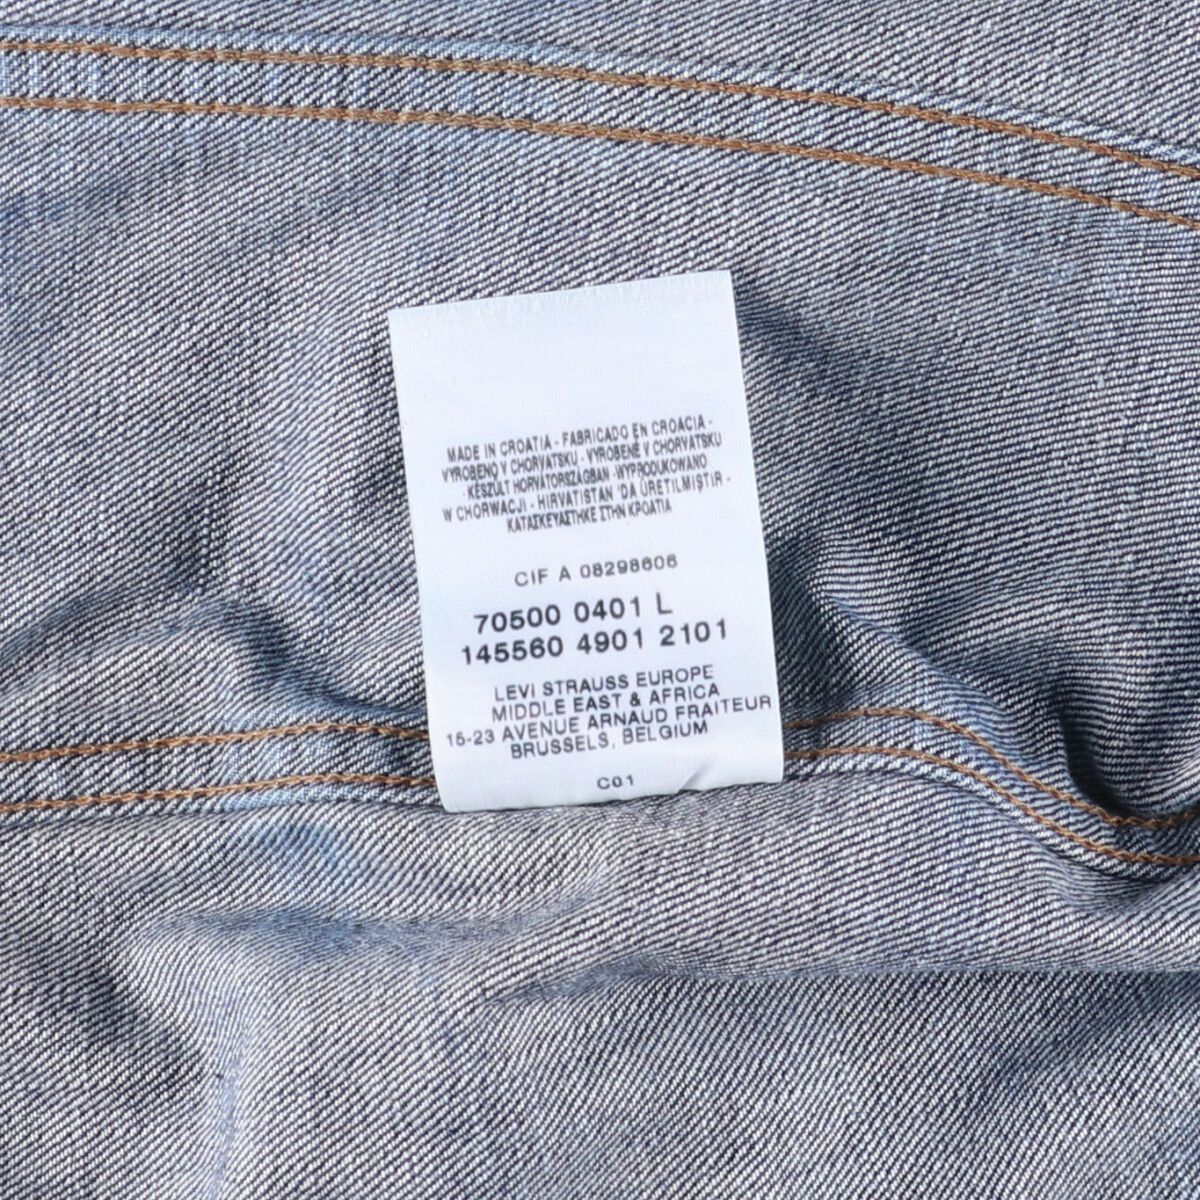 MADE IN CROATIA - FABRICADO EN CROACIA -
VYROBENO V CHORVATSKU - VYROBENÉ V CHORVATSKU
- KÉSZÜLT HORVÁTORSZÁGBAN - WYPRODUKOWANO
W CHORWACJI - HIRVATISTAN 'DA ÜRETILMIŞTIR -
ΚΑΤΑΣΚΕΥΑΣΤΗΚΕ ΣΤΗΝ ΚΡΟΑΤΙΑ
CIF A 08298606
70500 0401 L
145560 4901 2101
LEVI STRAUSS EUROPE
MIDDLE EAST & AFRICA
15-23 AVENUE ARNAUD FRAITEUR
BRUSSELS, BELGIUM
C01